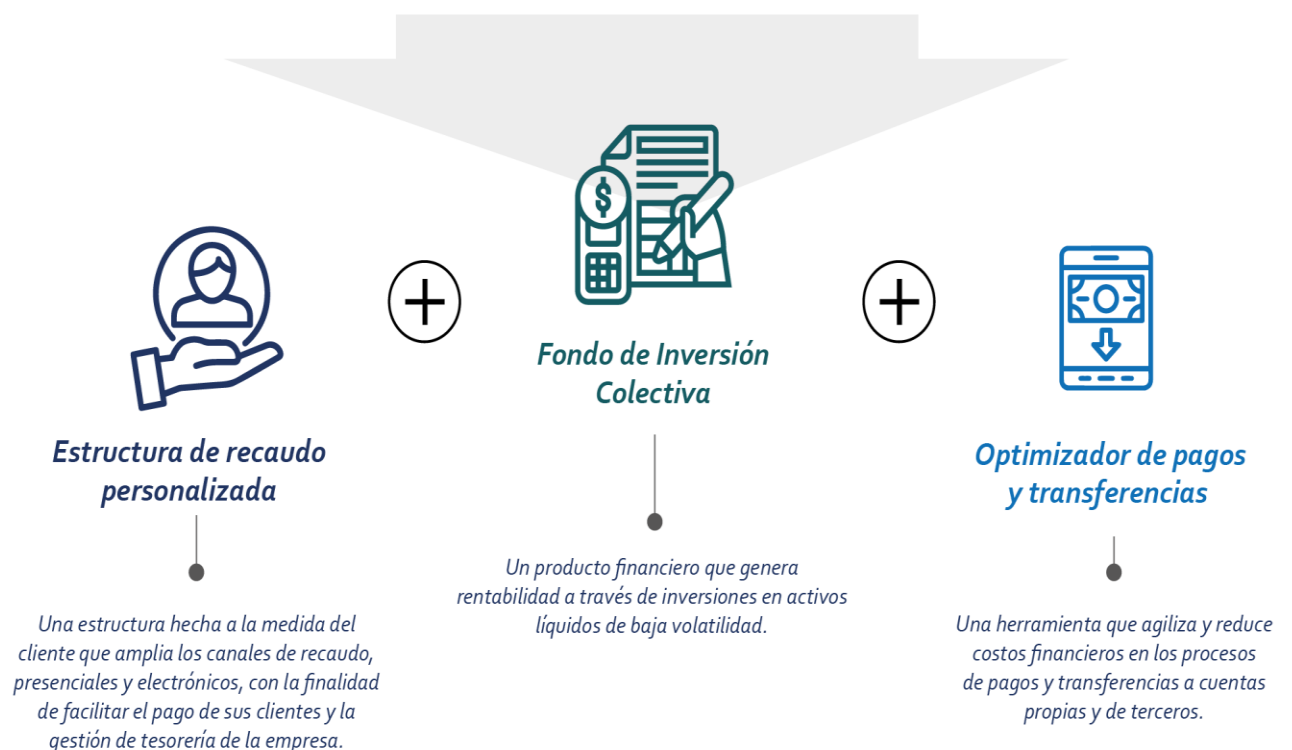 Estructura de recaudo
personalizada
Una estructura hecha a la medida del
cliente que amplia los canales de recaudo,
presenciales y electrónicos, con la finalidad
de facilitar el pago de sus clientes y la
gestión de tesorería de la empresa.
$
Fondo de Inversión
Colectiva
Un producto financiero que genera
rentabilidad a través de inversiones en activos
líquidos de baja volatilidad.
Optimizador de pagos
y transferencias
Una herramienta que agiliza y reduce
costos financieros en los procesos
de pagos y transferencias a cuentas
propias y de terceros.